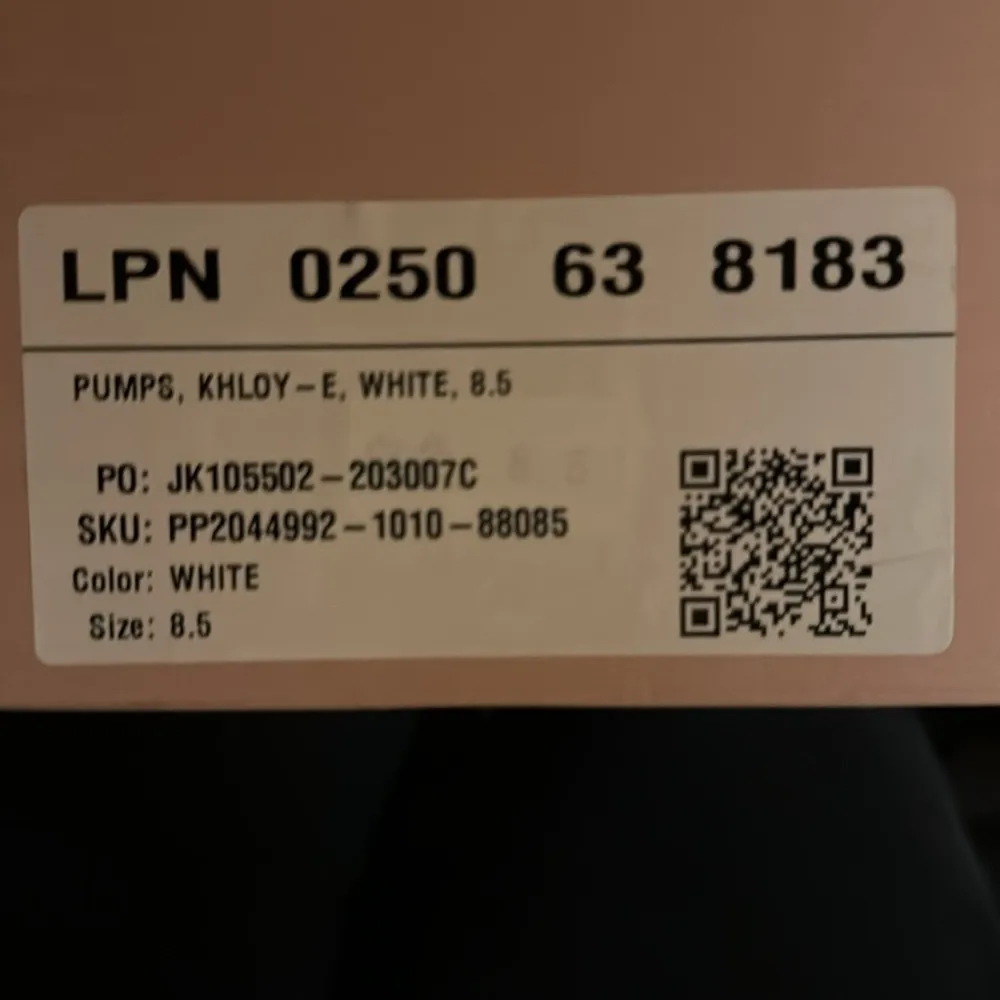 LPN 0250 63 8183
PUMPS, KHLOY-E, WHITE, 8.5
PO: JK105502-203007C
SKU: PP2044992-1010-88085
Color: WHITE
Size: 8.5